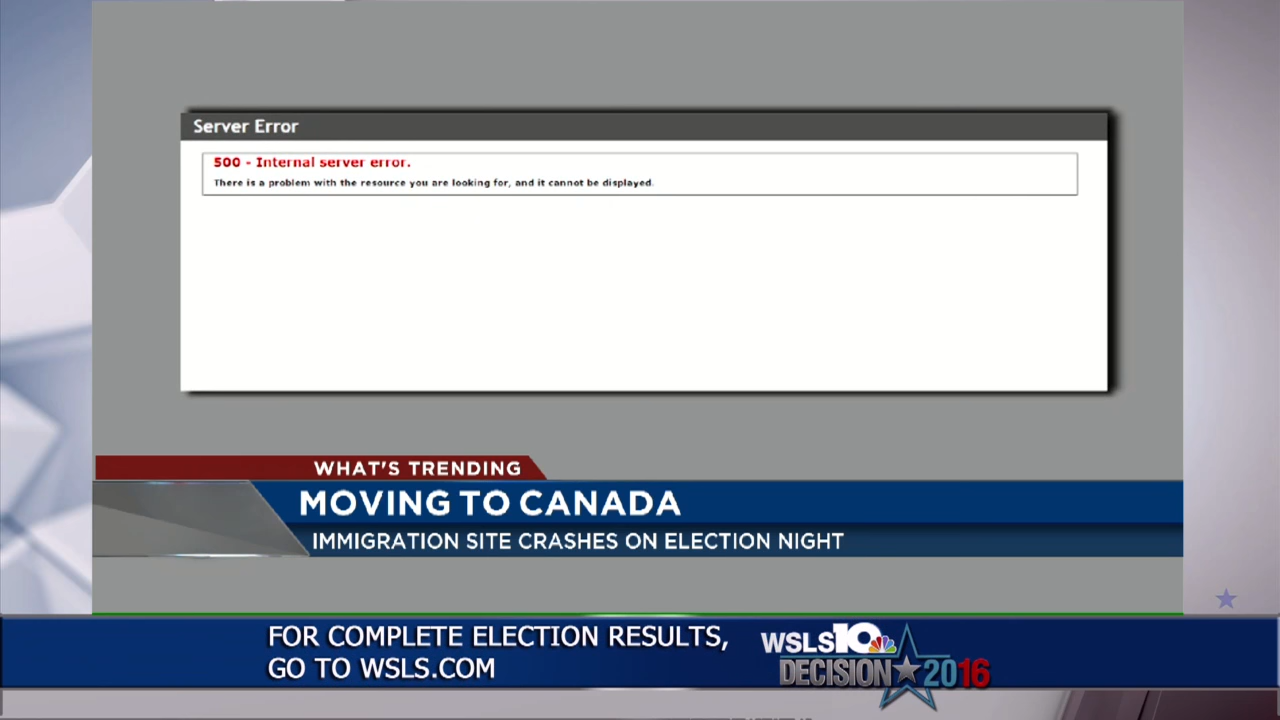 Server Error
500 - Internal server error.
There is a problem with the resource you are looking for, and it cannot be displayed.
WHAT'S TRENDING
MOVING TO CANADA
IMMIGRATION SITE CRASHES ON ELECTION NIGHT
FOR COMPLETE ELECTION RESULTS,
GO TO WSLS.COM
WSLS10
DECISION 2016